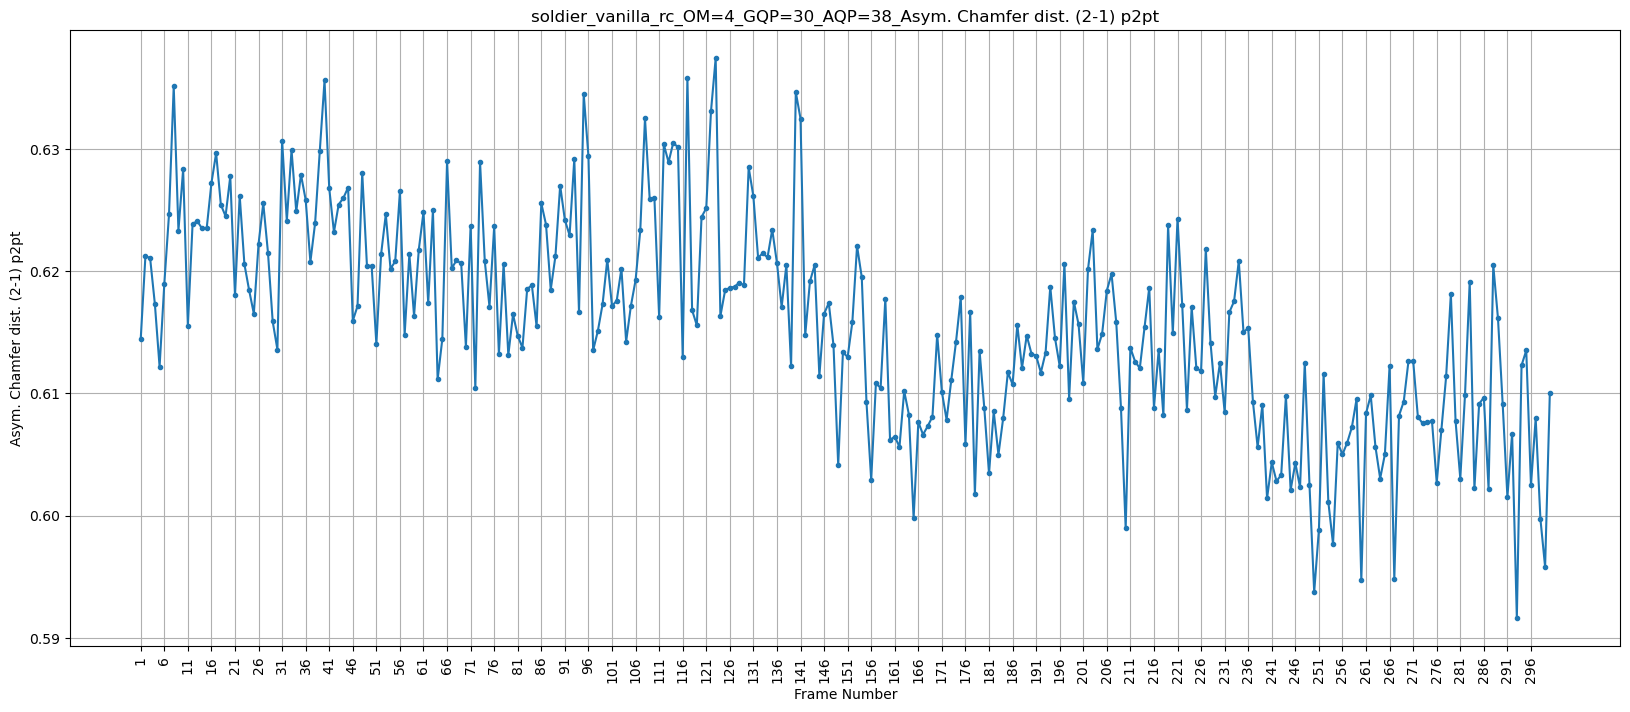 soldier_vanilla_rc_OM=4_GQP=30_AQP=38_Asym. Chamfer dist. (2-1) p2pt
Asym. Chamfer dist. (2-1) p2pt
0.63
0.62
0.61
0.60
0.59
1 6 11 16 21 26 31 36 41 46 51 56 61 66 71 76 81 86 91 96 101 106 111 116 121 126 131 136 141 146 151 156 161 166 171 176 181 186 191 196 201 206 211 216 221 226 231 236 241 246 251 256 261 266 271 276 281 286 291 296
Frame Number